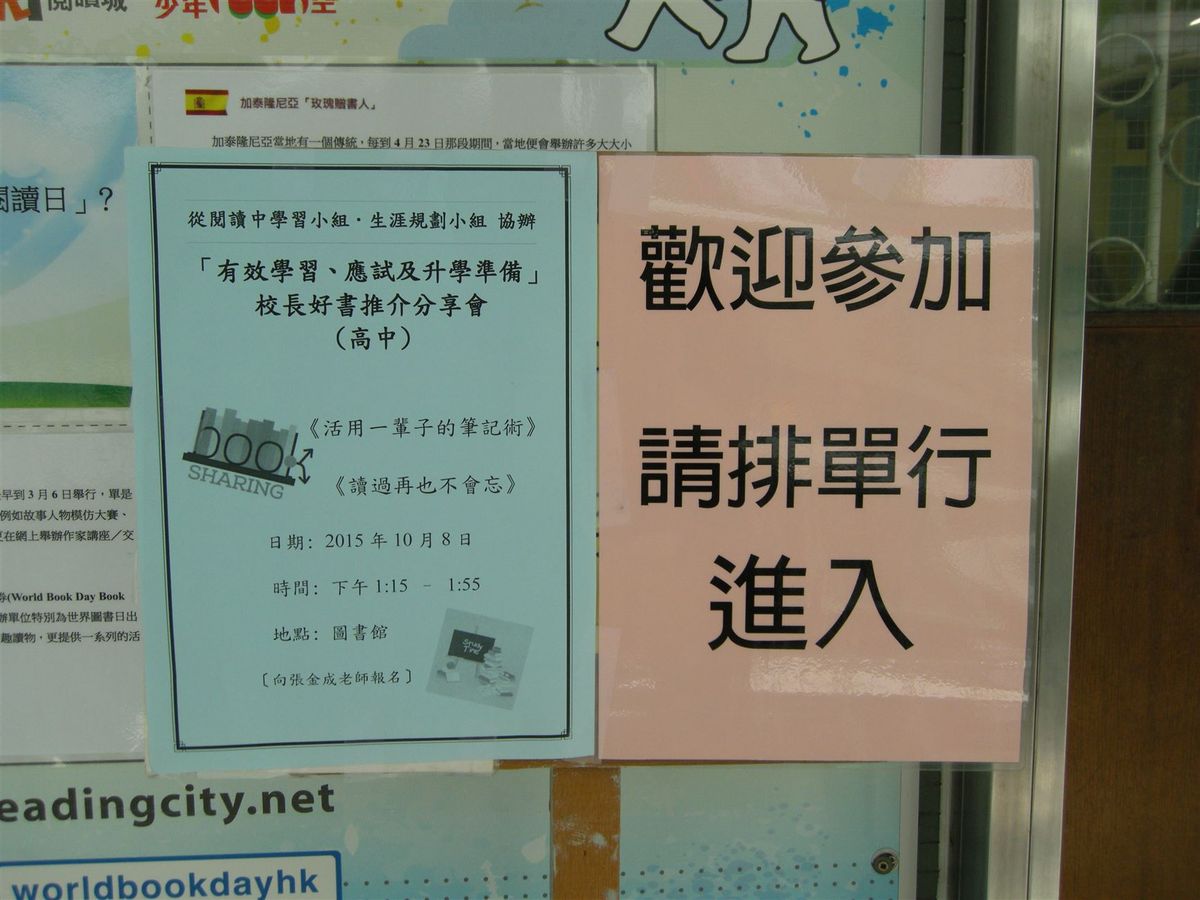 閱讀城
少年
加泰隆尼亞「玫瑰贈書人」
加泰隆尼亞當地有一個傳統，每到 4 月 23 日那段期間，當地便會舉辦許多大大小
閱讀日」？
從閱讀中學習小組．生涯規劃小組 協辦
「有效學習、應試及升學準備」
校長好書推介分享會
（高中）
book
SHARING
《活用一輩子的筆記術》
《讀過再也不會忘》
日期: 2015 年 10 月 8 日
時間: 下午 1:15 － 1:55
地點: 圖書館
Study
Time
〔向張金成老師報名〕
歡迎參加
請排單行
進入
早到 3 月 6 日舉行，單是
例如故事人物模仿大賽、
在網上舉辦作家講座／交
券(World Book Day Book
辦單位特別為世界圖書日出
趣讀物，更提供一系列的活
eadingcity.net
worldbookdayhk